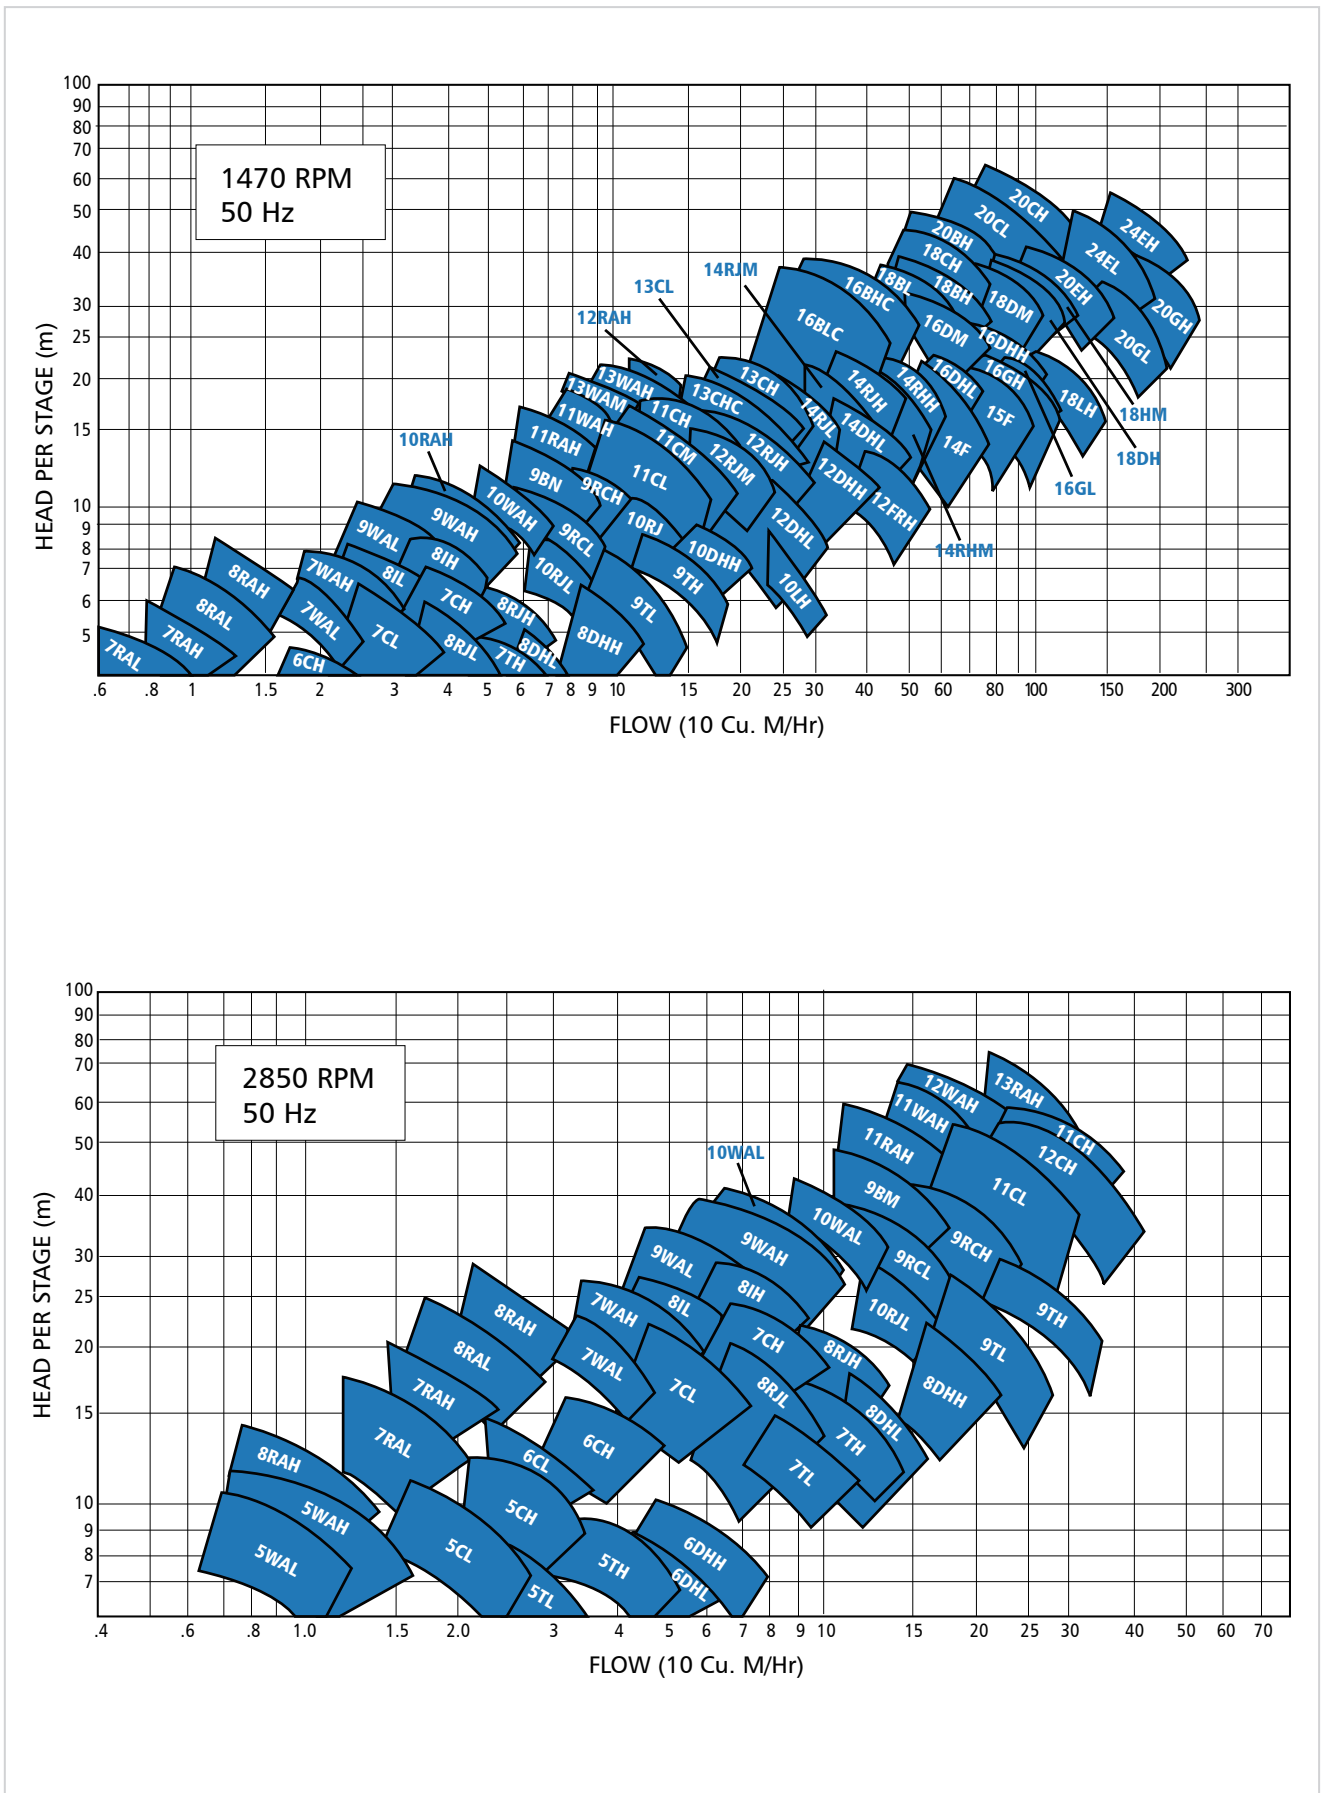 100
90
80
70
60
50
40
30
25
20
15
10
9
8
7
6
5
HEAD PER STAGE (m)
1470 RPM
50 Hz
20CH
20CL
20BH
18CH
24EH
24EL
20EH
20GH
20GL
14RJM
13CL
12RAH
18BL
18BH
16BHC
16BLC
18DM
16DM
16DHH
16DHL
16GH
18LH
18HM
18DH
16GL
13WAH
13WAM
13CH
13CHC
14RJH
14RHH
14RJL
14DHL
15F
14F
11WAH
11CH
11CM
11RAH
12RJH
12RJM
12DHH
12FRH
14RHM
10RAH
11CL
9BN
9RCH
10WAH
9WAH
9WAL
9RCL
10RJ
12DHL
10DHH
8IH
8IL
7WAH
10RJL
9TH
10LH
8RAH
8RAL
7WAL
7CH
8RJH
9TL
7RAH
7RAL
7CL
8RJL
8DHL
7TH
8DHH
6CH
.6 .8 1 1.5 2 3 4 5 6 7 8 9 10 15 20 25 30 40 50 60 80 100 150 200 300
FLOW (10 Cu. M/Hr)
100
90
80
70
60
50
40
30
25
20
15
10
9
8
7
HEAD PER STAGE (m)
2850 RPM
50 Hz
13RAH
12WAH
11WAH
11CH
12CH
11RAH
10WAL
11CL
9BM
10WAL
9WAH
9RCH
9WAL
9RCL
8IH
8IL
7WAH
10RJL
9TH
8RAH
8RAL
7WAL
7CH
8RJH
9TL
7RAH
7CL
8RJL
8DHH
8DHL
7TH
7RAL
6CH
6CL
7TL
8RAH
5WAH
5CH
5WAL
5CL
5TH
6DHH
6DHL
5TL
.4 .6 .8 1.0 1.5 2.0 3 4 5 6 7 8 9 10 15 20 25 30 40 50 60 70
FLOW (10 Cu. M/Hr)